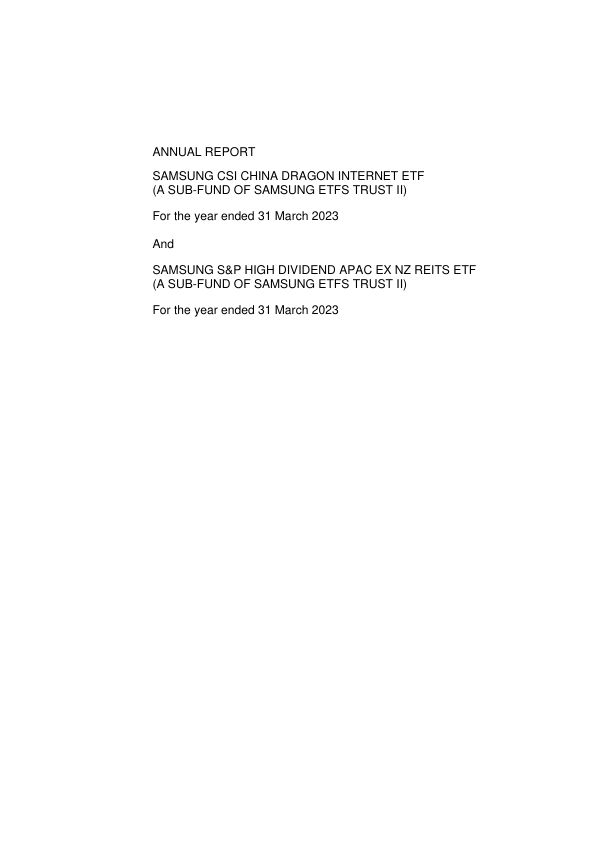 ANNUAL REPORT
SAMSUNG CSI CHINA DRAGON INTERNET ETF
(A SUB-FUND OF SAMSUNG ETFS TRUST II)
For the year ended 31 March 2023
And
SAMSUNG S&P HIGH DIVIDEND APAC EX NZ REITS ETF
(A SUB-FUND OF SAMSUNG ETFS TRUST II)
For the year ended 31 March 2023